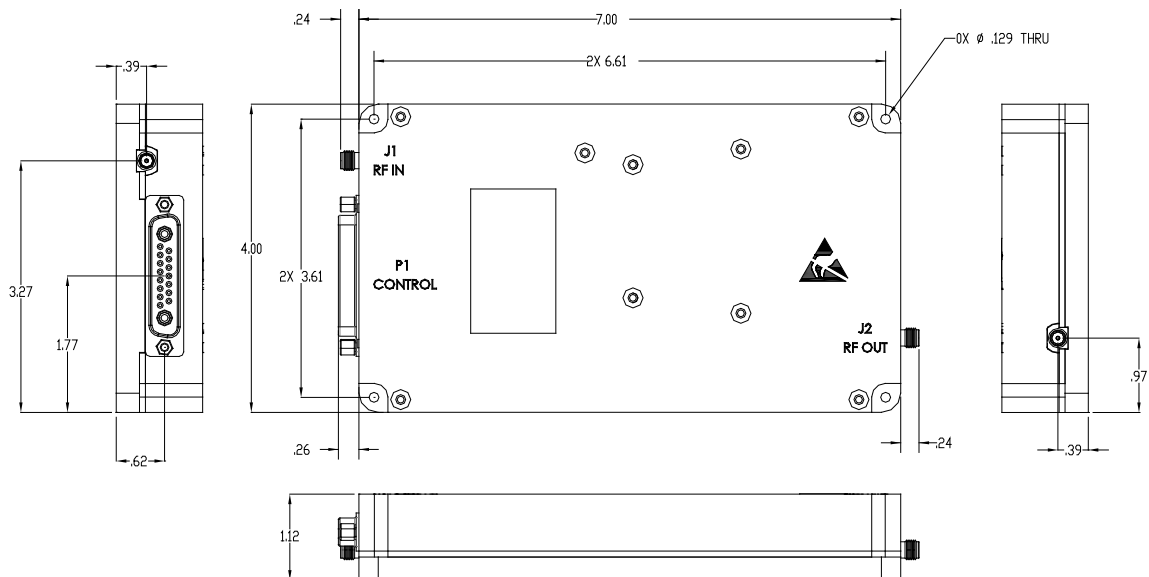 .24
7.00
0X Ø .129 THRU
2X 6.61
.39
J1
RF IN
4.00
2X 3.61
P1
CONTROL
3.27
1.77
J2
RF OUT
.97
.62
.26
.24
.39
1.12